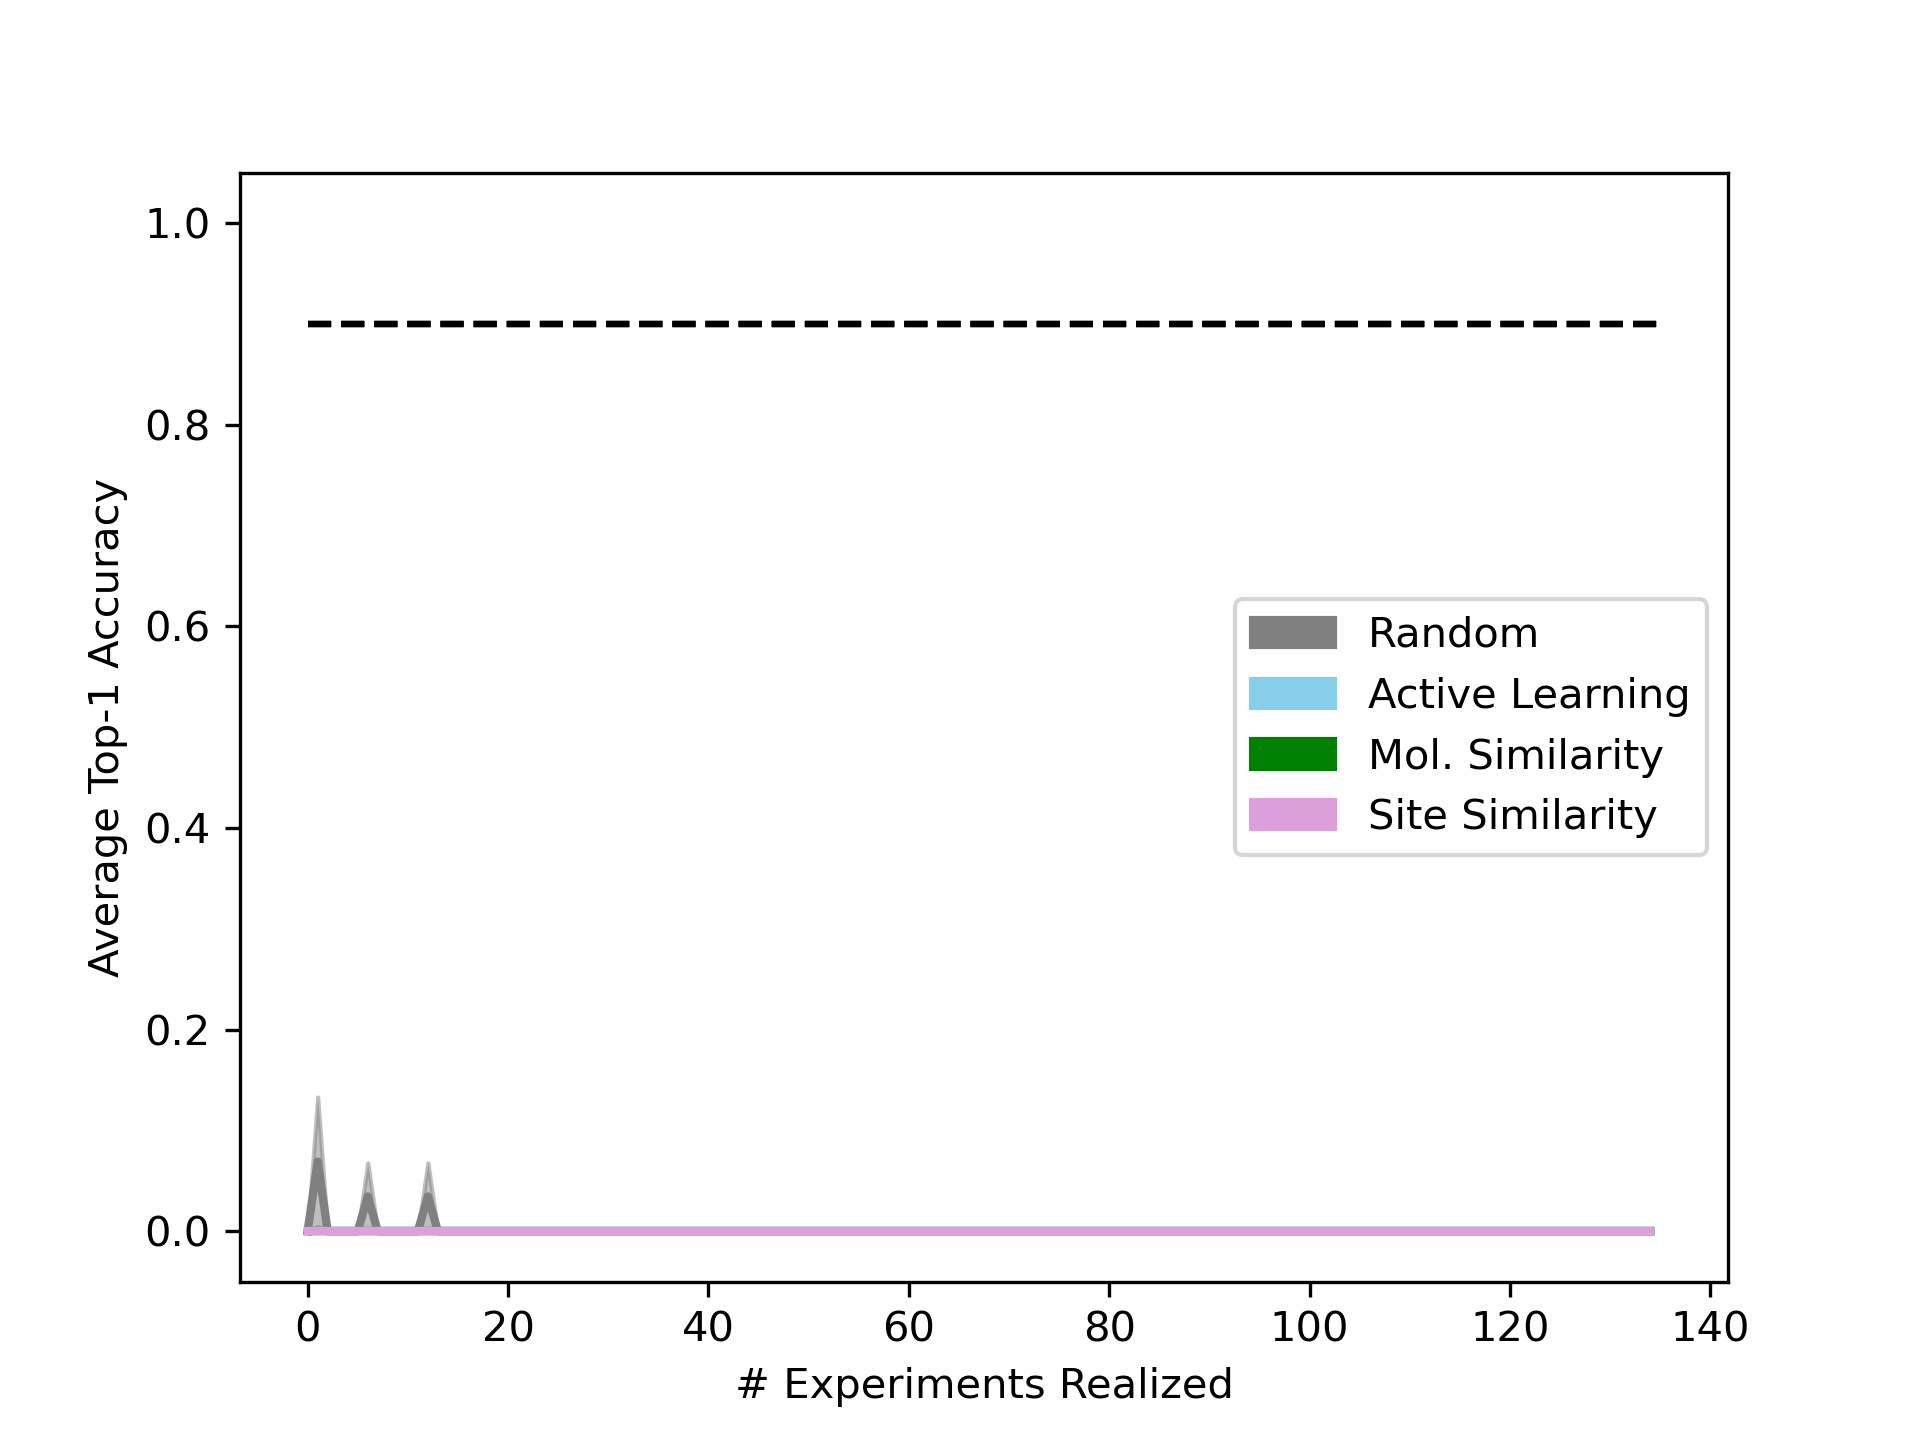 1.0
0.8
0.6
0.4
0.2
0.0
Average Top-1 Accuracy
Random
Active Learning
Mol. Similarity
Site Similarity
0 20 40 60 80 100 120 140
# Experiments Realized